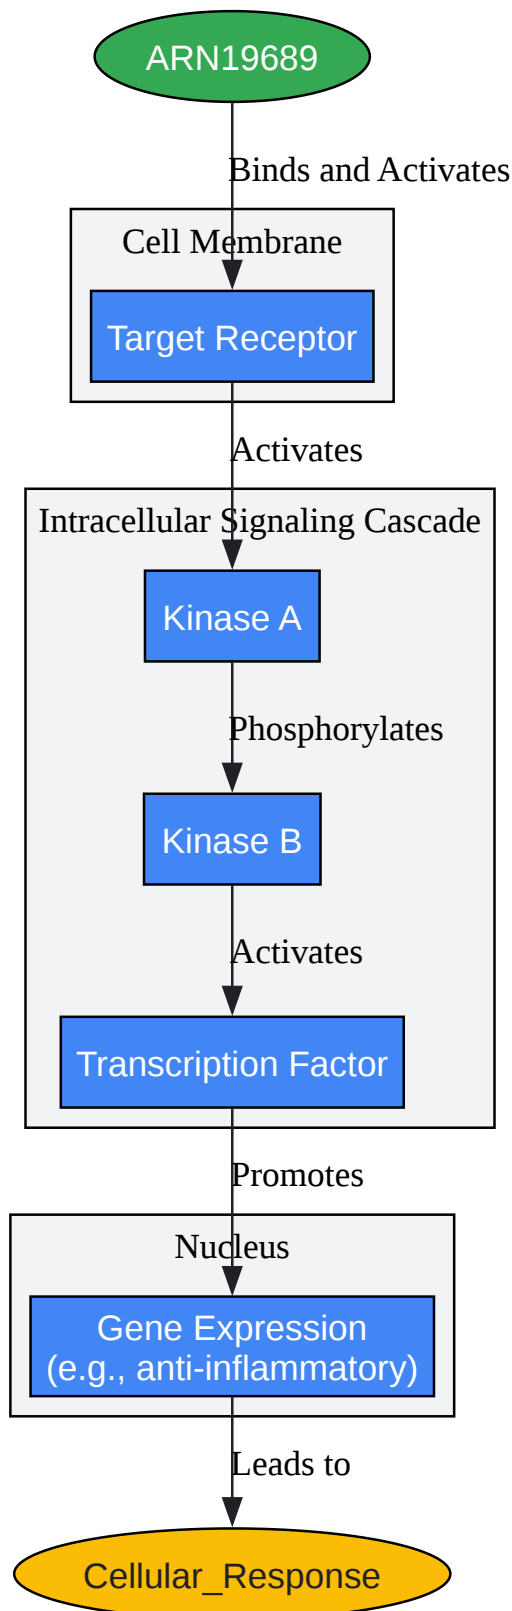 ARN19689
Binds and Activates
Cell Membrane
Target Receptor
Activates
Intracellular Signaling Cascade
Kinase A
Phosphorylates
Kinase B
Activates
Transcription Factor
Promotes
Nucleus
Gene Expression
(e.g., anti-inflammatory)
Leads to
Cellular_Response